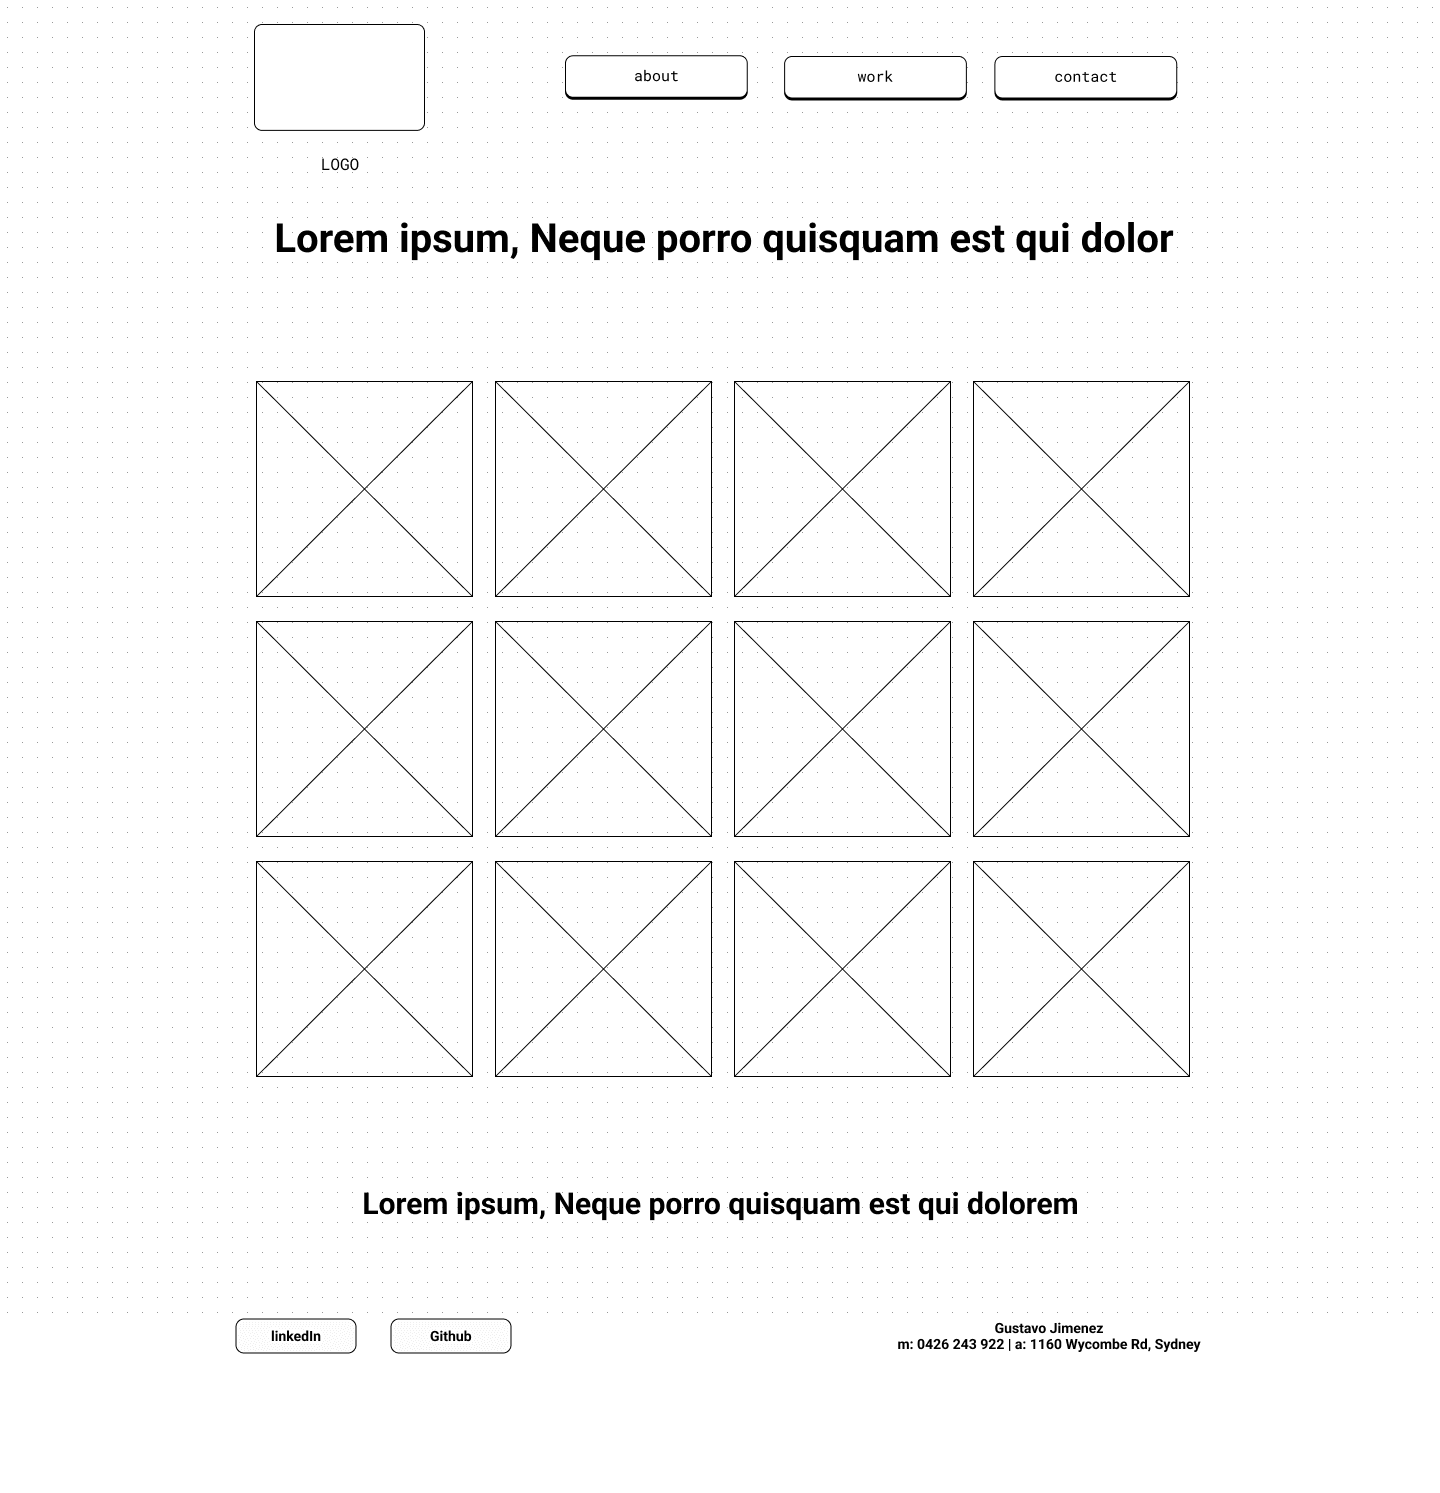 about
work
contact
LOGO
Lorem ipsum, Neque porro quisquam est qui dolor
Lorem ipsum, Neque porro quisquam est qui dolorem
linkedIn
Github
Gustavo Jimenez
m: 0426 243 922 | a: 1160 Wycombe Rd, Sydney